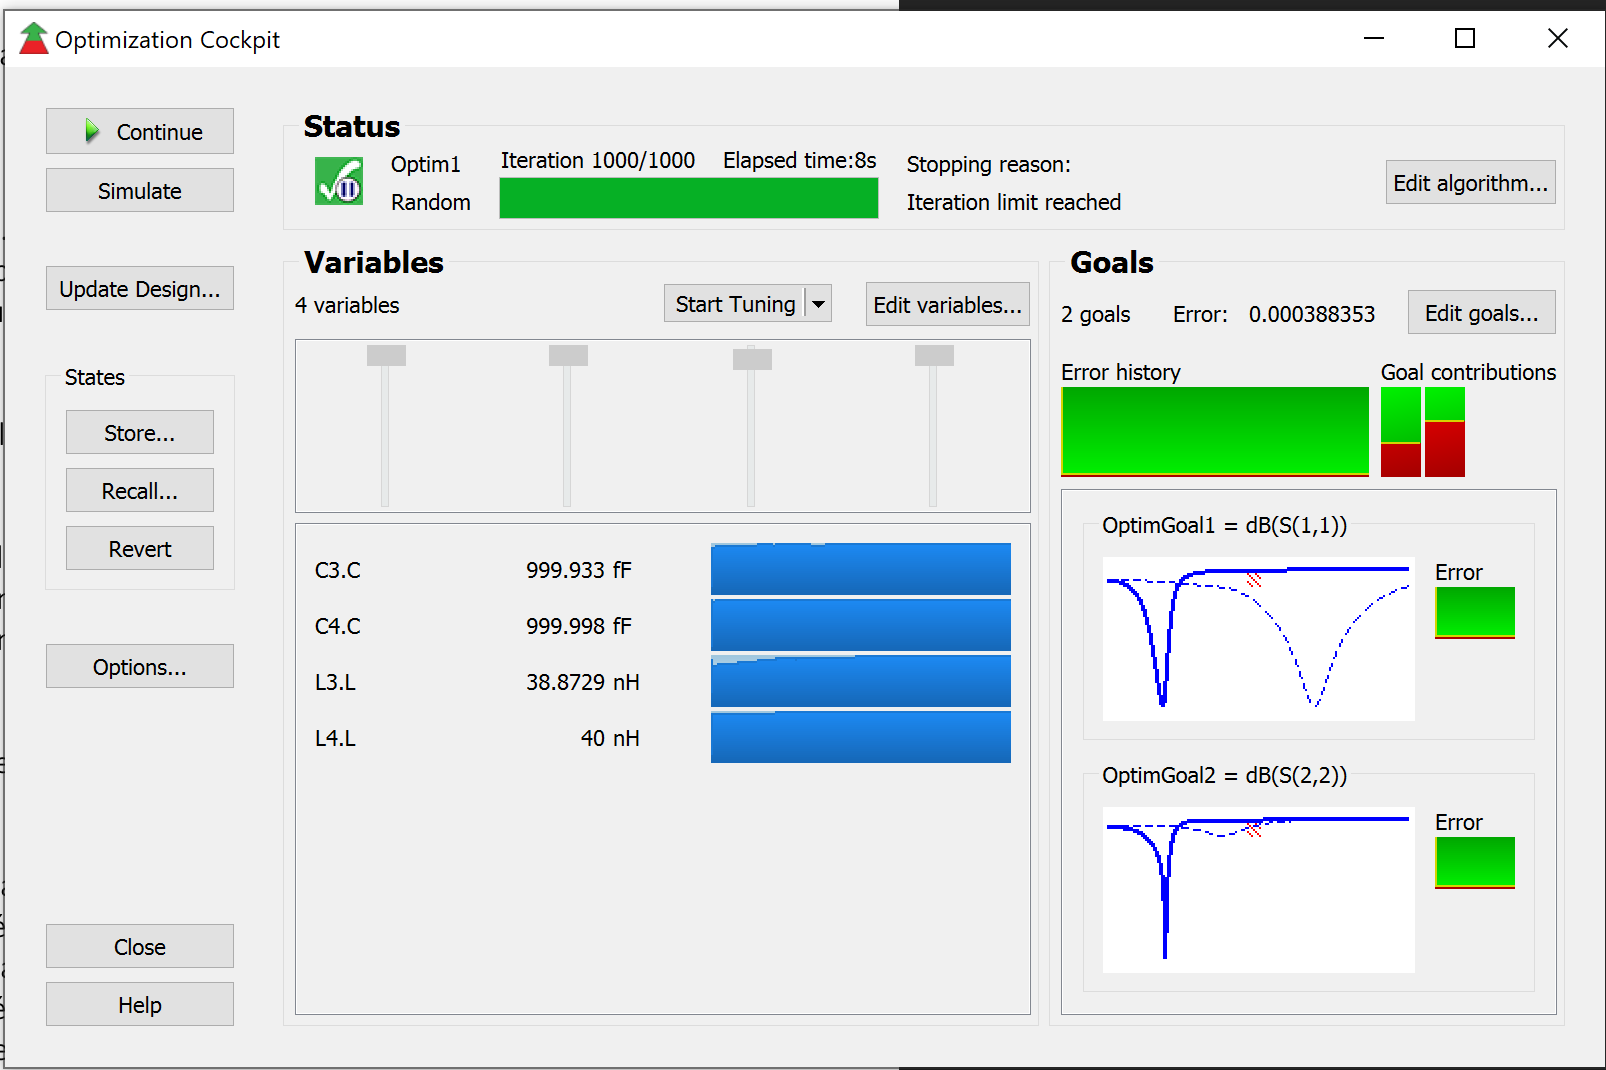 Optimization Cockpit
Continue
Simulate
Update Design...
States
Store...
Recall...
Revert
Options...
Close
Help
Status
Optim1
Random
Iteration 1000/1000
Elapsed time:8s
Stopping reason:
Iteration limit reached
Edit algorithm...
Variables
4 variables
Start Tuning
Edit variables...
C3.C 999.933 fF
C4.C 999.998 fF
L3.L 38.8729 nH
L4.L 40 nH
Goals
2 goals Error: 0.000388353
Edit goals...
Error history
Goal contributions
OptimGoal1 = dB(S(1,1))
Error
OptimGoal2 = dB(S(2,2))
Error